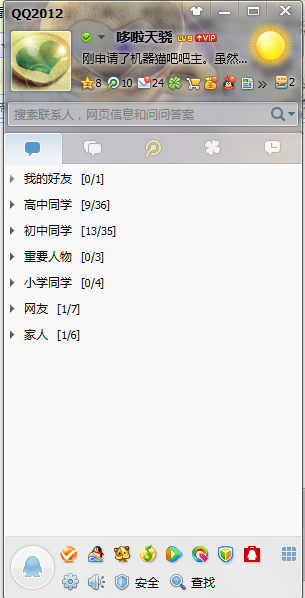 QQ2012
哆啦天骁 LV9 VIP
刚申请了机器猫吧吧主。虽然...
8 10 24 2
搜索联系人，网页信息和问问答案
我的好友 [0/1]
高中同学 [9/36]
初中同学 [13/35]
重要人物 [0/3]
小学同学 [0/4]
网友 [1/7]
家人 [1/6]
安全 查找